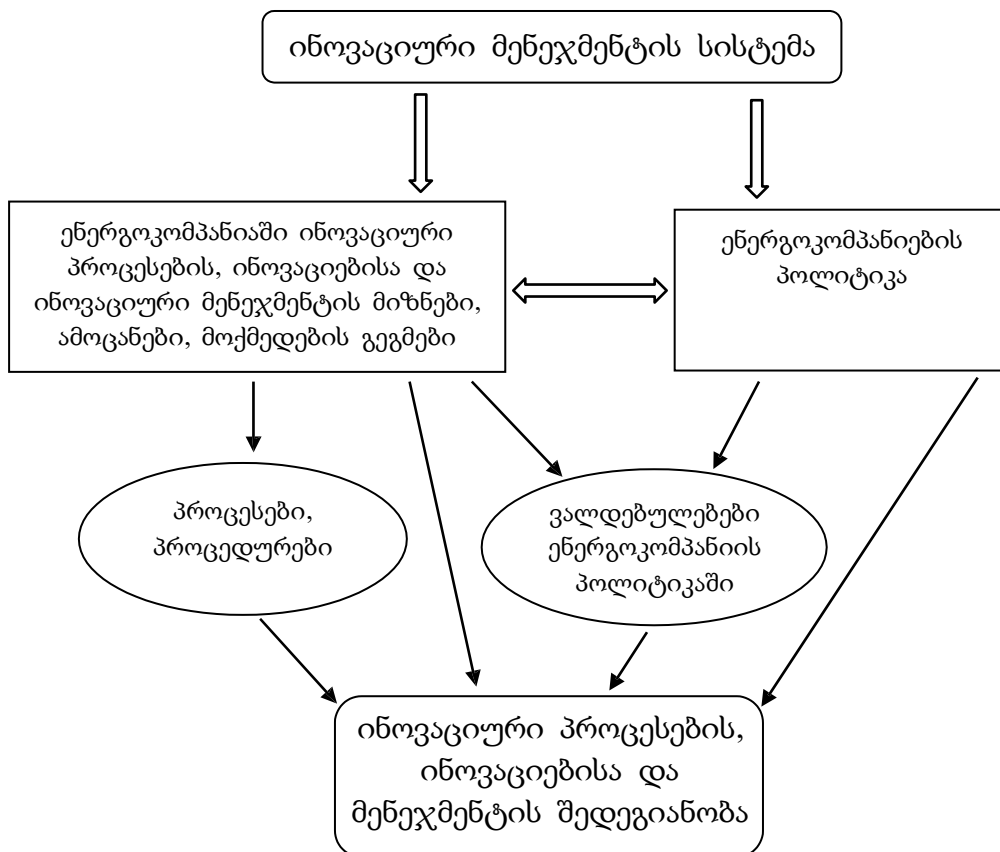 ინოვაციური მენეჯმენტის სისტემა
ენერგოკომპანიაში ინოვაციური
პროცესების, ინოვაციებისა და
ინოვაციური მენეჯმენტის მიზნები,
ამოცანები, მოქმედების გეგმები
ენერგოკომპანიების
პოლიტიკა
პროცესები,
პროცედურები
ვალდებულებები
ენერგოკომპანიის
პოლიტიკაში
ინოვაციური პროცესების,
ინოვაციებისა და
მენეჯმენტის შედეგიანობა